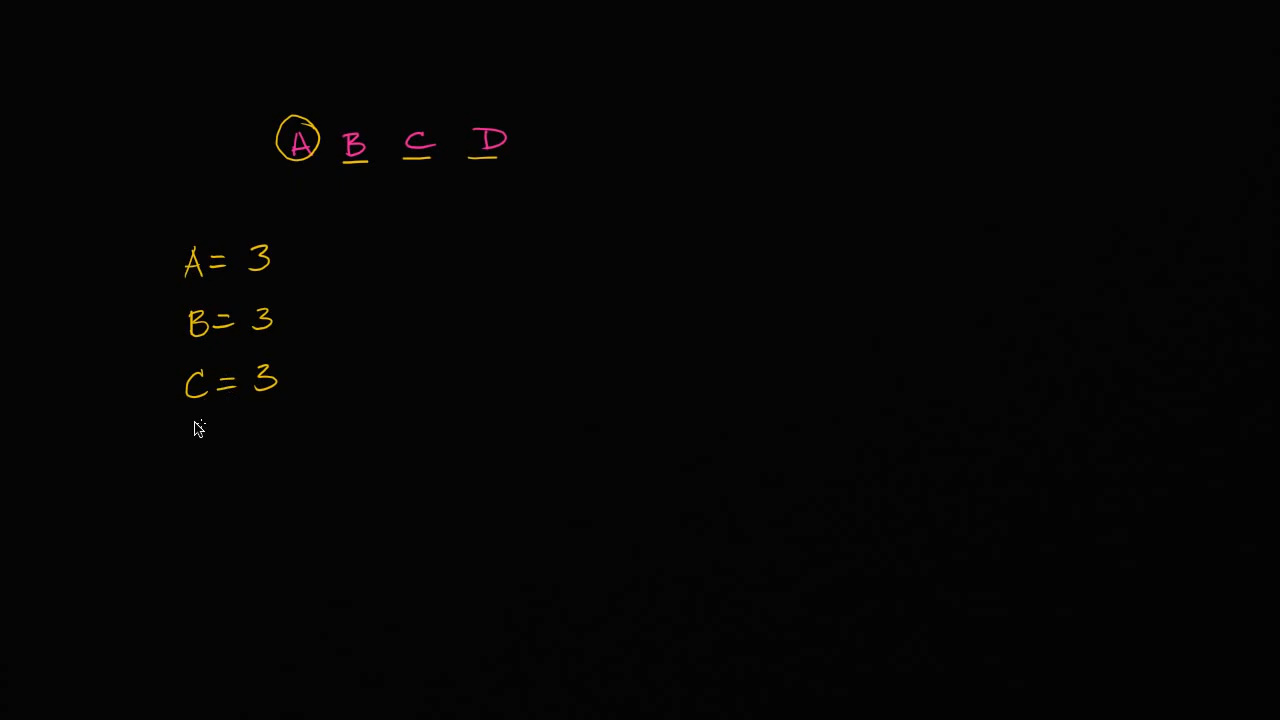 A B C D
A = 3
B = 3
C = 3